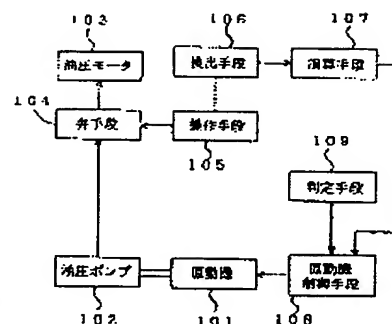 103
106
107
油圧モータ
検出手段
演算手段
104
弁手段
操作手段
105
109
判定手段
油圧ポンプ
原動機
原動機
制御手段
102
101
108